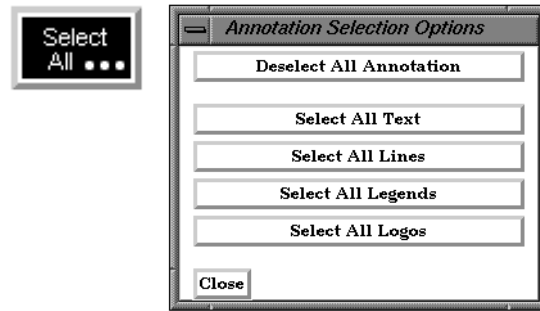 Select
All ...
Annotation Selection Options
Deselect All Annotation
Select All Text
Select All Lines
Select All Legends
Select All Logos
Close